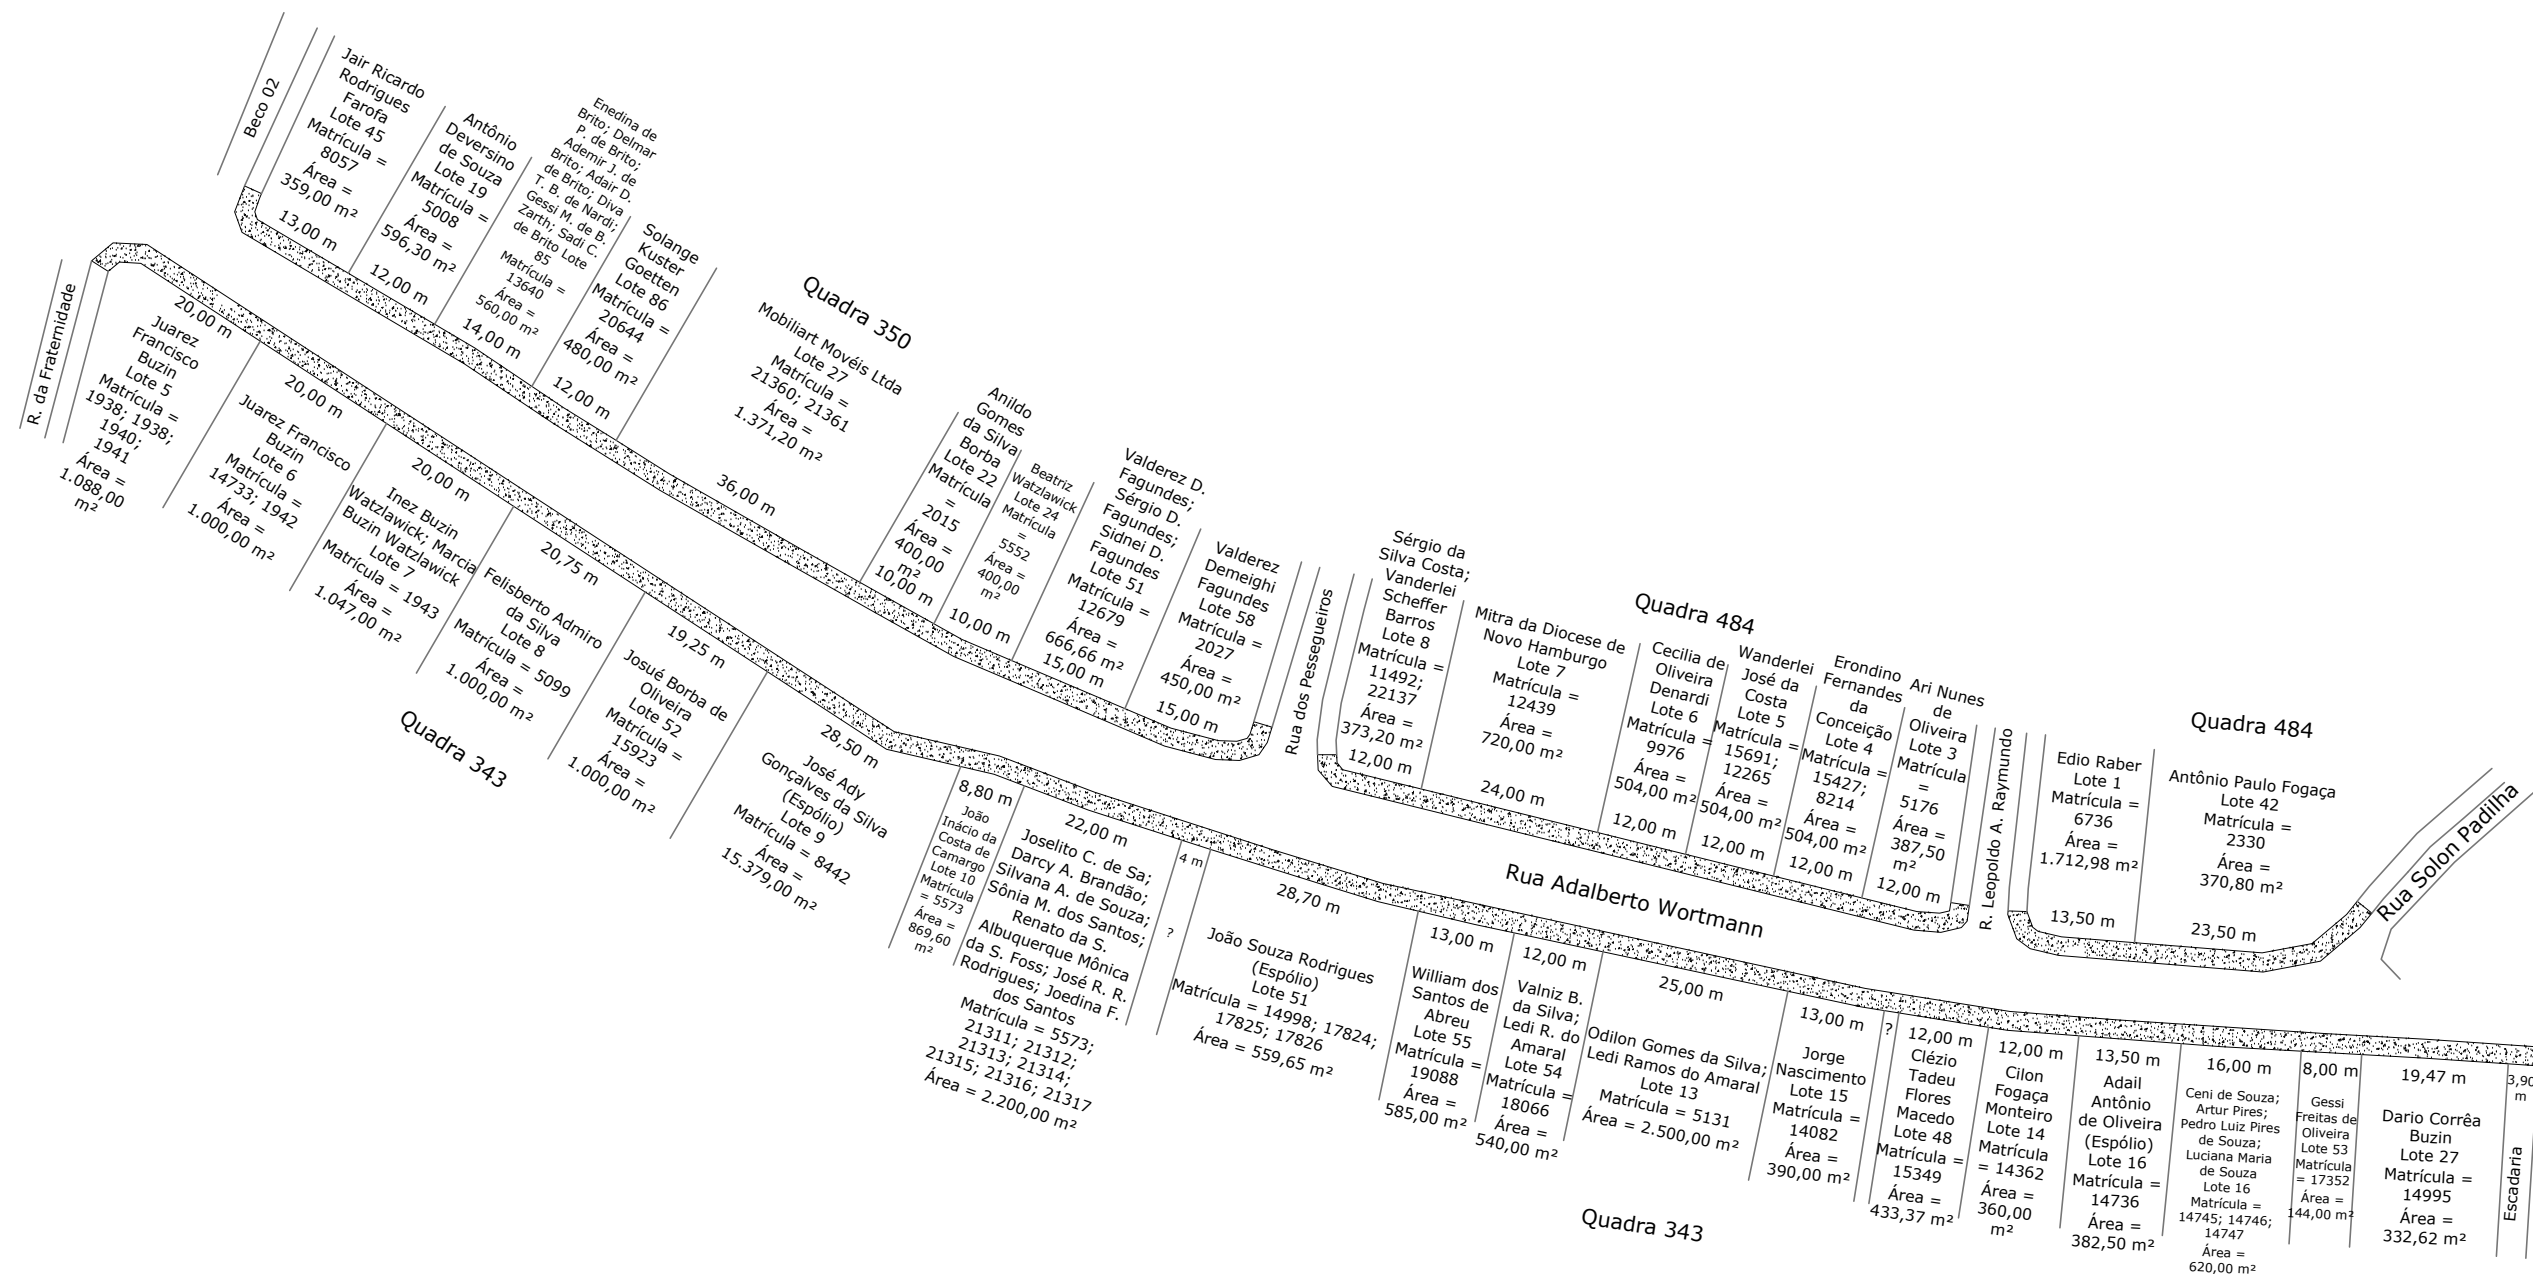 Beco 02
Jair Ricardo
Rodrigues
Farofa
Lote 45
Matrícula =
8057
Área =
359,00 m²
13,00 m
Antônio
Deversino
de Souza
Lote 19
Matrícula =
5008
Área =
596,30 m²
12,00 m
Enedina de
Brito; Delmar
P. de Brito;
Ademir J. de
Brito; Adair D.
de Brito; Diva
T. B. de Nardi;
Gessi M. de B.
Zarth; Sadi C.
de Brito Lote
85
Matrícula =
13640
Área =
560,00 m²
14,00 m
Solange
Kuster
Goetten
Lote 86
Matrícula =
20644
Área =
480,00 m²
12,00 m
Quadra 350
Mobiliart Movéis Ltda
Lote 27
Matrícula =
21360; 21361
Área =
1.371,20 m²
36,00 m
Anildo
Gomes
da Silva
Borba
Lote 22
Matrícula
=
2015
Área =
400,00
m²
10,00 m
Beatriz
Watzlawick
Lote 24
Matrícula
=
5552
Área =
400,00
m²
10,00 m
Valderez D.
Fagundes;
Sérgio D.
Fagundes;
Sidnei D.
Fagundes
Lote 51
Matrícula =
12679
Área =
666,66 m²
15,00 m
Valderez
Demeighi
Fagundes
Lote 58
Matrícula =
2027
Área =
450,00 m²
15,00 m
Rua dos Pessegueiros
Sérgio da
Silva Costa;
Vanderlei
Scheffer
Barros
Lote 8
Matrícula =
11492;
22137
Área =
373,20 m²
12,00 m
Quadra 484
Mitra da Diocese de
Novo Hamburgo
Lote 7
Matrícula =
12439
Área =
720,00 m²
24,00 m
Cecilia de
Oliveira
Denardi
Lote 6
Matrícula =
9976
Área =
504,00 m²
12,00 m
Wanderlei
José da
Costa
Lote 5
Matrícula =
15691;
12265
Área =
504,00 m²
12,00 m
Erondino
Fernandes
da
Conceição
Lote 4
Matrícula =
15427;
8214
Área =
504,00 m²
12,00 m
Ari Nunes
de
Oliveira
Lote 3
Matrícula
=
5176
Área =
387,50
m²
12,00 m
R. Leopoldo A. Raymundo
Quadra 484
Edio Raber
Lote 1
Matrícula =
6736
Área =
1.712,98 m²
13,50 m
Antônio Paulo Fogaça
Lote 42
Matrícula =
2330
Área =
370,80 m²
23,50 m
Rua Solon Padilha
Rua Adalberto Wortmann
R. da Fraternidade
20,00 m
Juarez
Francisco
Buzin
Lote 5
Matrícula =
1938; 1938;
1940;
1941
Área =
1.088,00
m²
20,00 m
Juarez Francisco
Buzin
Lote 6
Matrícula =
14733; 1942
Área =
1.000,00 m²
20,00 m
Inez Buzin
Watzlawick; Marcia
Buzin Watzlawick
Lote 7
Matrícula = 1943
Área =
1.047,00 m²
20,75 m
Felisberto Admiro
da Silva
Lote 8
Matrícula = 5099
Área =
1.000,00 m²
19,25 m
Josué Borba de
Oliveira
Lote 52
Matrícula =
15923
Área =
1.000,00 m²
Quadra 343
28,50 m
José Ady
Gonçalves da Silva
(Espólio)
Lote 9
Matrícula = 8442
Área =
15.379,00 m²
8,80 m
João
Inácio da
Costa de
Camargo
Lote 10
Matrícula
= 5573
Área =
869,60
m²
22,00 m
Joselito C. de Sa;
Darcy A. Brandão;
Silvana A. de Souza;
Sônia M. dos Santos;
Renato da S.
Albuquerque Mônica
da S. Foss; José R. R.
Rodrigues; Joedina F.
dos Santos
Matrícula = 5573;
21311; 21312;
21313; 21314;
21315; 21316; 21317
Área = 2.200,00 m²
4 m
?
28,70 m
João Souza Rodrigues
(Espólio)
Lote 51
Matrícula = 14998; 17824;
17825; 17826
Área = 559,65 m²
13,00 m
William dos
Santos de
Abreu
Lote 55
Matrícula =
19088
Área =
585,00 m²
12,00 m
Valniz B.
da Silva;
Ledi R. do
Amaral
Lote 54
Matrícula =
18066
Área =
540,00 m²
25,00 m
Odilon Gomes da Silva;
Ledi Ramos do Amaral
Lote 13
Matrícula = 5131
Área = 2.500,00 m²
13,00 m
Jorge
Nascimento
Lote 15
Matrícula =
14082
Área =
390,00 m²
Quadra 343
?
12,00 m
Clézio
Tadeu
Flores
Macedo
Lote 48
Matrícula =
15349
Área =
433,37 m²
12,00 m
Cilon
Fogaça
Monteiro
Lote 14
Matrícula
= 14362
Área =
360,00
m²
13,50 m
Adail
Antônio
de Oliveira
(Espólio)
Lote 16
Matrícula =
14736
Área =
382,50 m²
16,00 m
Ceni de Souza;
Artur Pires;
Pedro Luiz Pires
de Souza;
Luciana Maria
de Souza
Lote 16
Matrícula =
14745; 14746;
14747
Área =
620,00 m²
8,00 m
Gessi
Freitas de
Oliveira
Lote 53
Matrícula
= 17352
Área =
144,00 m²
19,47 m
Dario Corrêa
Buzin
Lote 27
Matrícula =
14995
Área =
332,62 m²
3,90
m
Escadaria